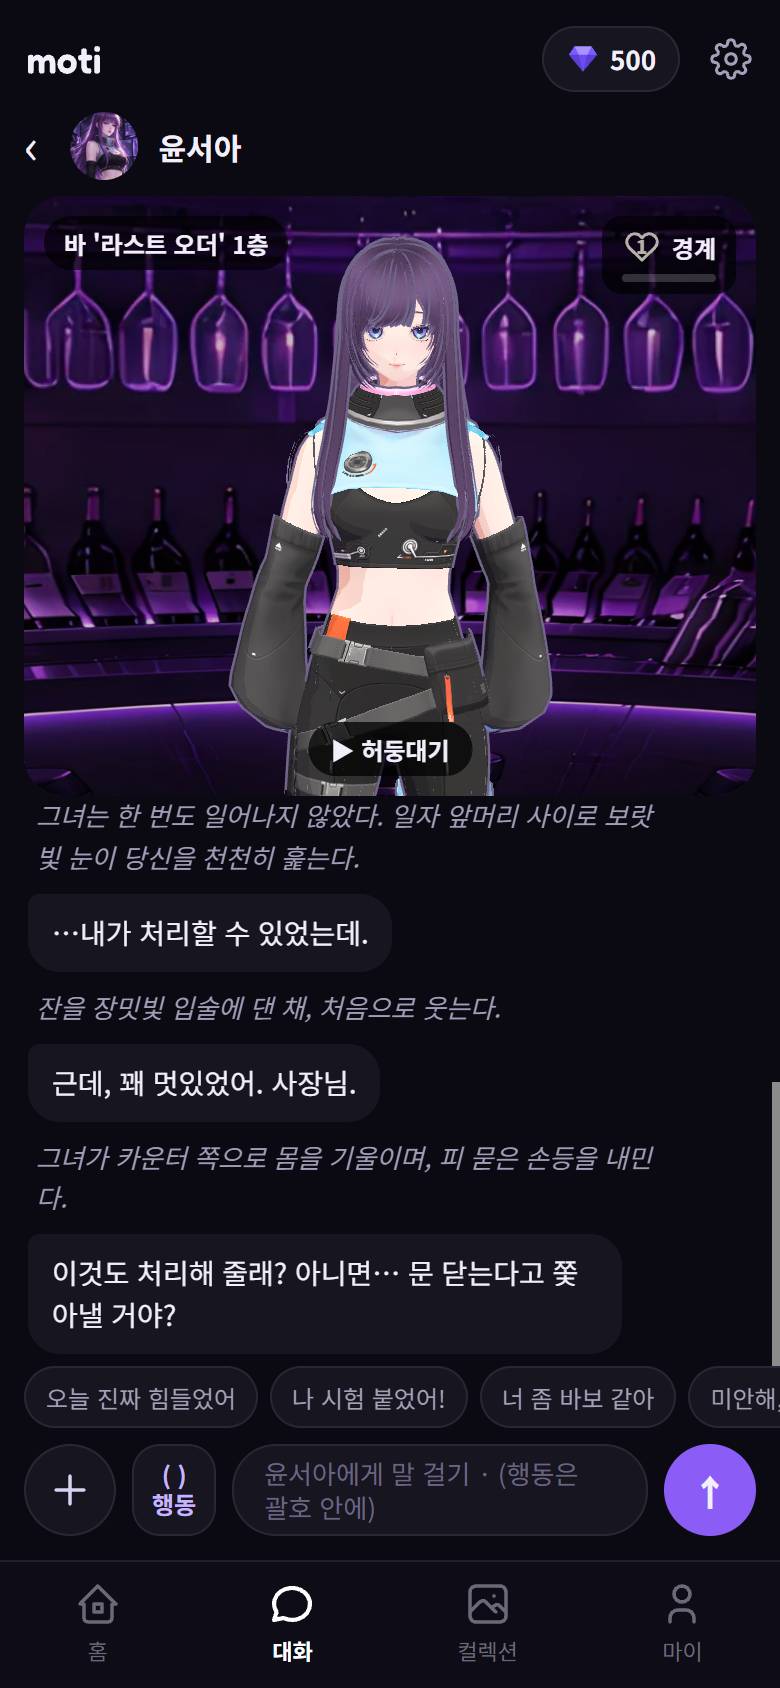 moti
500
윤서아
바 '라스트 오더' 1층
1
경계
▶ 허둥대기
그녀는 한 번도 일어나지 않았다. 일자 앞머리 사이로 보랏
빛 눈이 당신을 천천히 훑는다.
…내가 처리할 수 있었는데.
잔을 장밋빛 입술에 댄 채, 처음으로 웃는다.
근데, 꽤 멋있었어. 사장님.
그녀가 카운터 쪽으로 몸을 기울이며, 피 묻은 손등을 내민
다.
이것도 처리해 줄래? 아니면… 문 닫는다고 쫓
아낼 거야?
오늘 진짜 힘들었어
나 시험 붙었어!
너 좀 바보 같아
미안해,
( )
행동
윤서아에게 말 걸기 · (행동은
괄호 안에)
홈
대화
컬렉션
마이